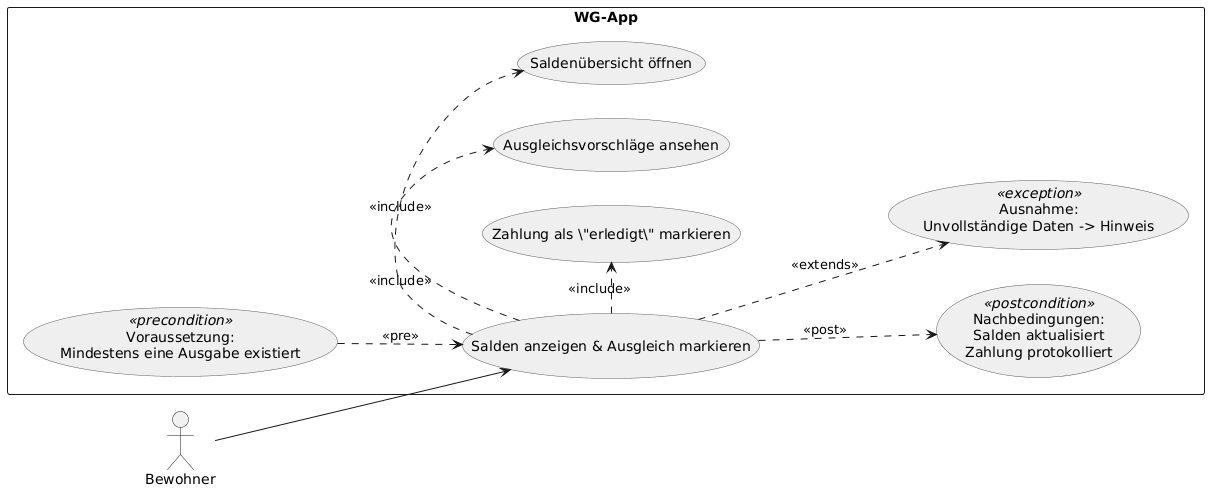 WG-App
Saldenübersicht öffnen
Ausgleichsvorschläge ansehen
«include»
Zahlung als \"erledigt\" markieren
«exception»
Ausnahme:
Unvollständige Daten -> Hinweis
«extends»
«include»
«include»
«precondition»
Voraussetzung:
Mindestens eine Ausgabe existiert
«pre»
Salden anzeigen & Ausgleich markieren
«post»
«postcondition»
Nachbedingungen:
Salden aktualisiert
Zahlung protokolliert
Bewohner